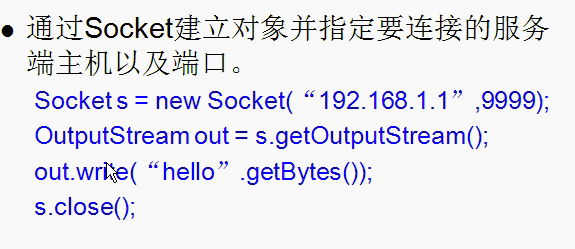 ● 通过Socket建立对象并指定要连接的服务
端主机以及端口。
Socket s = new Socket(“192.168.1.1”,9999);
OutputStream out = s.getOutputStream();
out.write(“hello”.getBytes());
s.close();